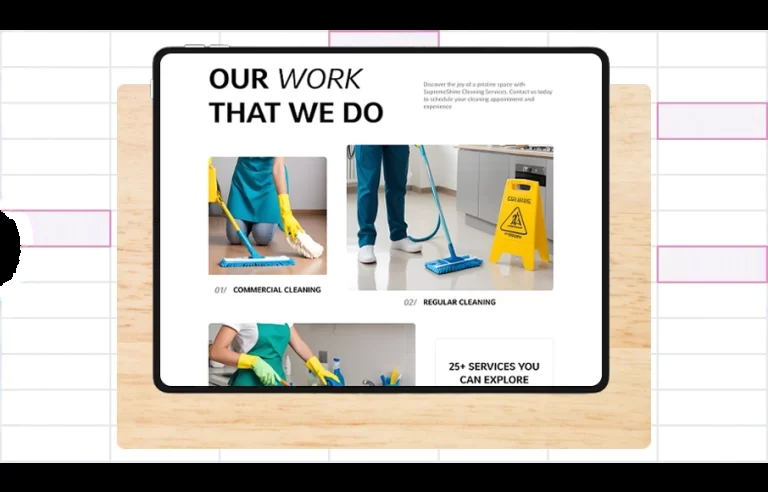 OUR WORK
THAT WE DO
Discover the joy of a pristine space with
SupremeShine Cleaning Services. Contact us today
to schedule your cleaning appointment and
experience
01/ COMMERCIAL CLEANING
02/ REGULAR CLEANING
25+ SERVICES YOU
CAN EXPLORE